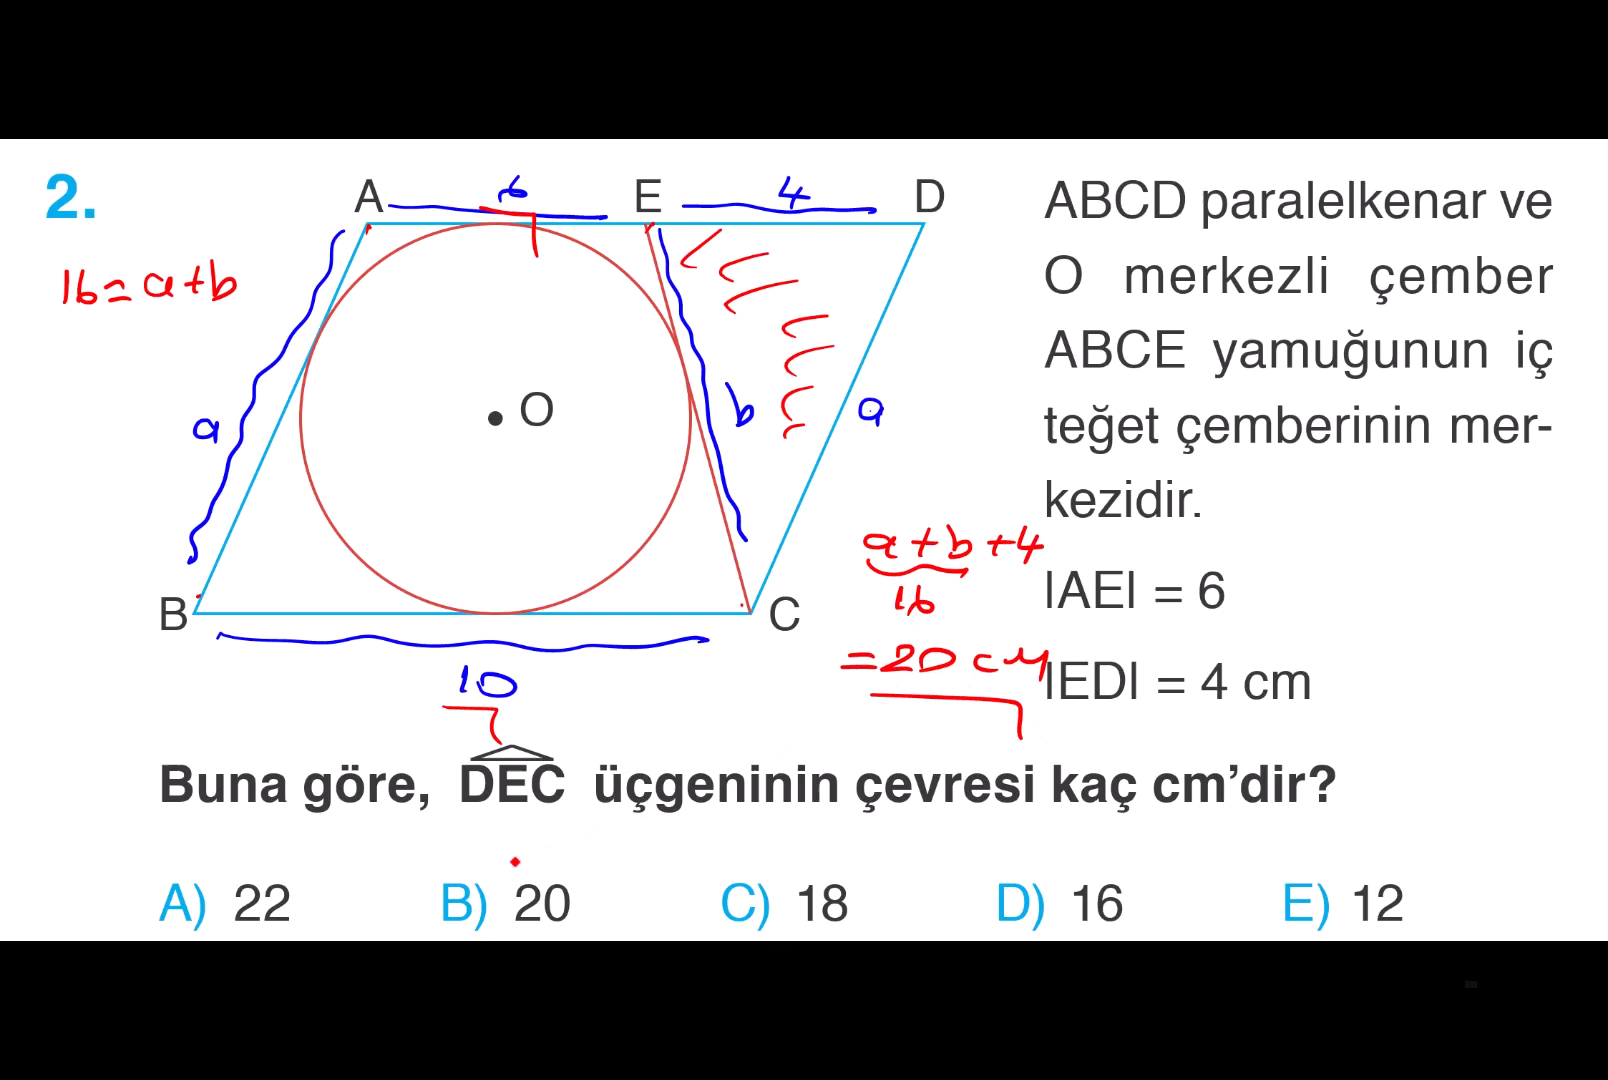 2.
A 6 E 4 D
16 = a+b
a
O
b
a
B
C
10
ABCD paralelkenar ve
O merkezli çember
ABCE yamuğunun iç
teğet çemberinin mer-
kezidir.
a+b+4
16
= 20 cm
|AE| = 6
|EDI = 4 cm
Buna göre, DEC üçgeninin çevresi kaç cm’dir?
A) 22 B) 20 C) 18 D) 16 E) 12